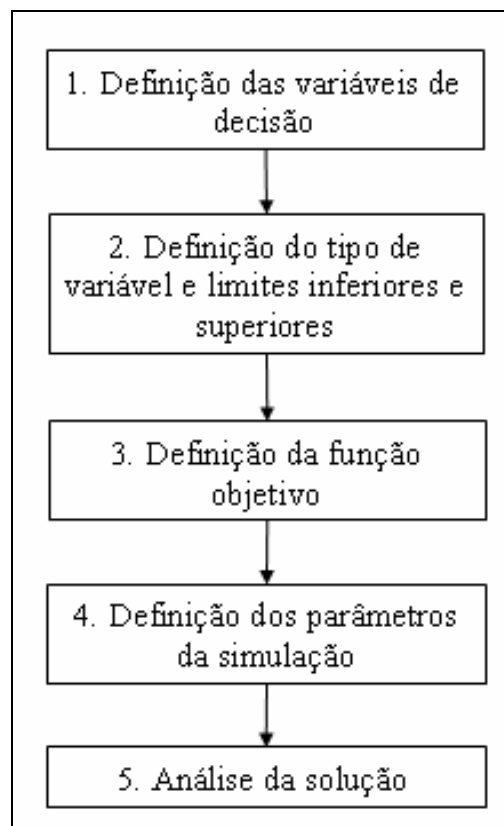 1. Definição das variáveis de
decisão
2. Definição do tipo de
variável e limites inferiores e
superiores
3. Definição da função
objetivo
4. Definição dos parâmetros
da simulação
5. Análise da solução